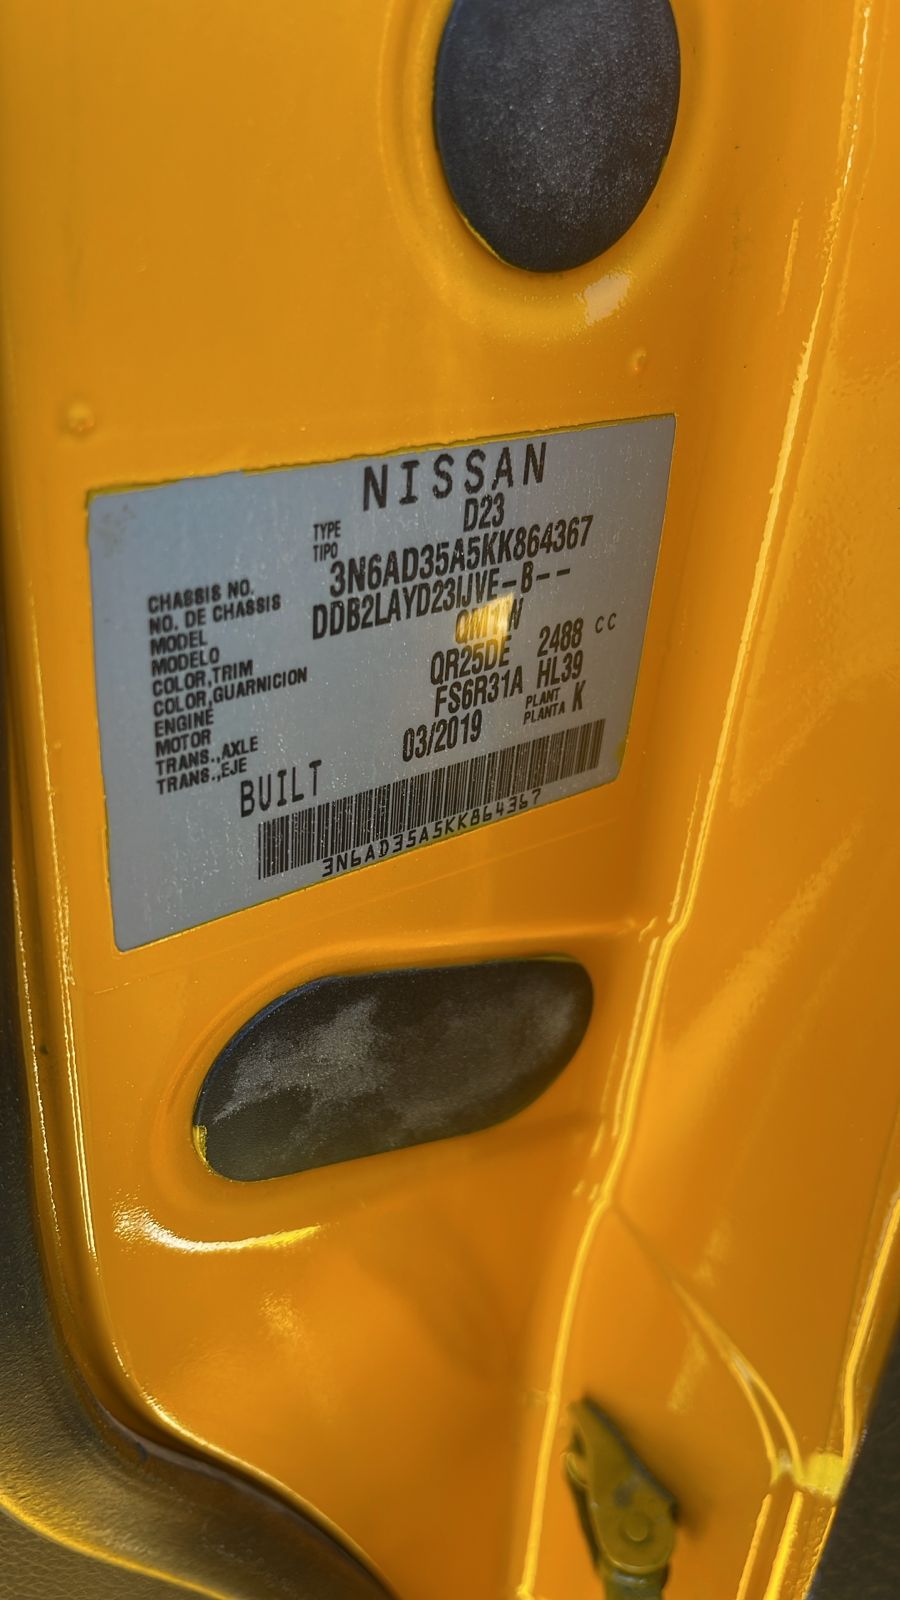 NISSAN
TYPE
TIPO
D23
CHASSIS NO.
NO. DE CHASSIS
3N6AD35A5KK864367
MODEL
MODELO
DDB2LAYD23IJVE-B--
COLOR,TRIM
COLOR,GUARNICION
ENGINE
MOTOR
QR25DE 2488 CC
TRANS.,AXLE
TRANS.,EJE
FS6R31A HL39
PLANT
PLANTA K
BUILT 03/2019
3N6AD35A5KK864367